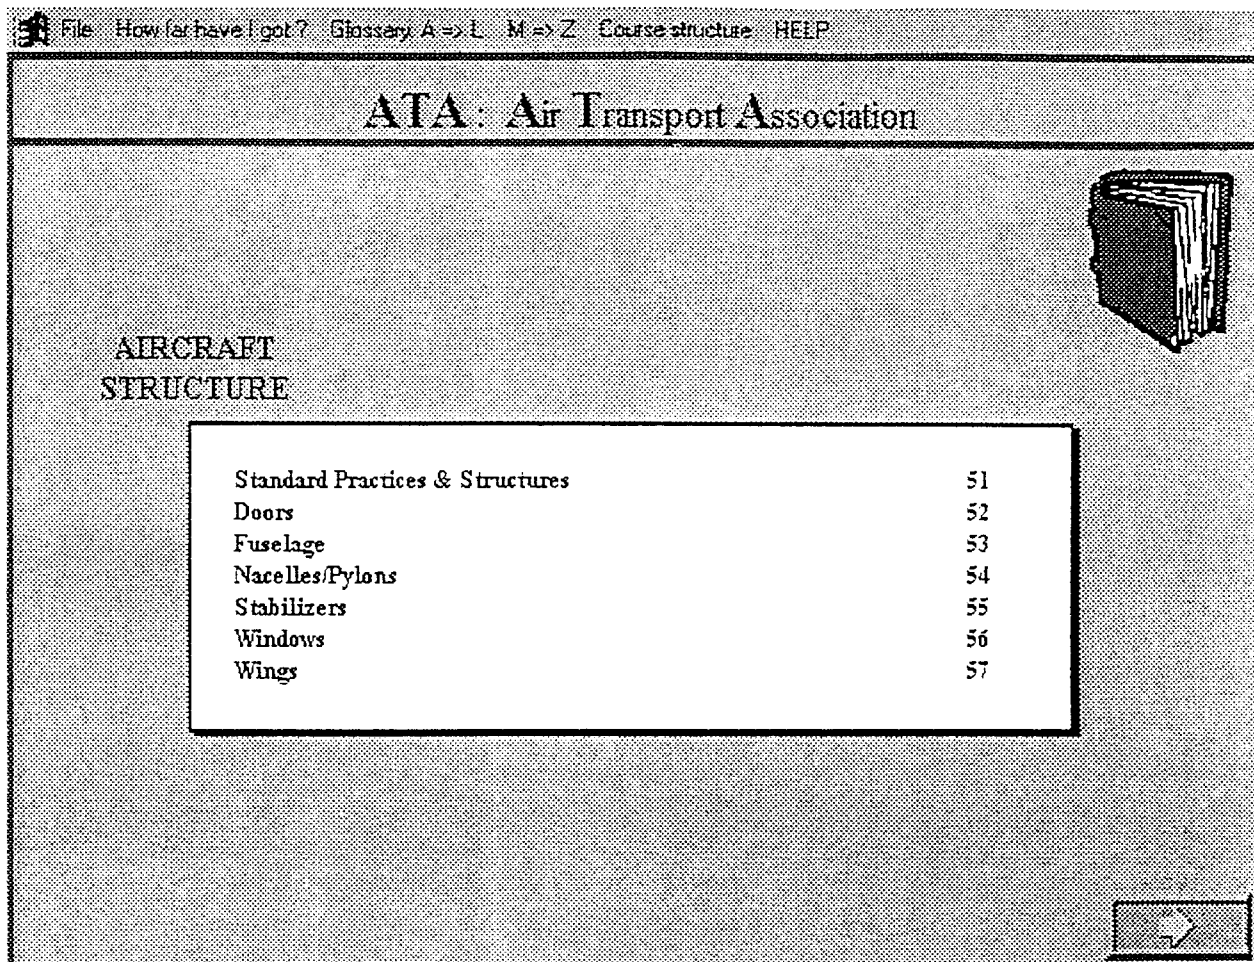 File How far have I got? Glossary: A => L M => Z Course structure HELP
ATA : Air Transport Association
AIRCRAFT
STRUCTURE
Standard Practices & Structures 51
Doors 52
Fuselage 53
Nacelles/Pylons 54
Stabilizers 55
Windows 56
Wings 57